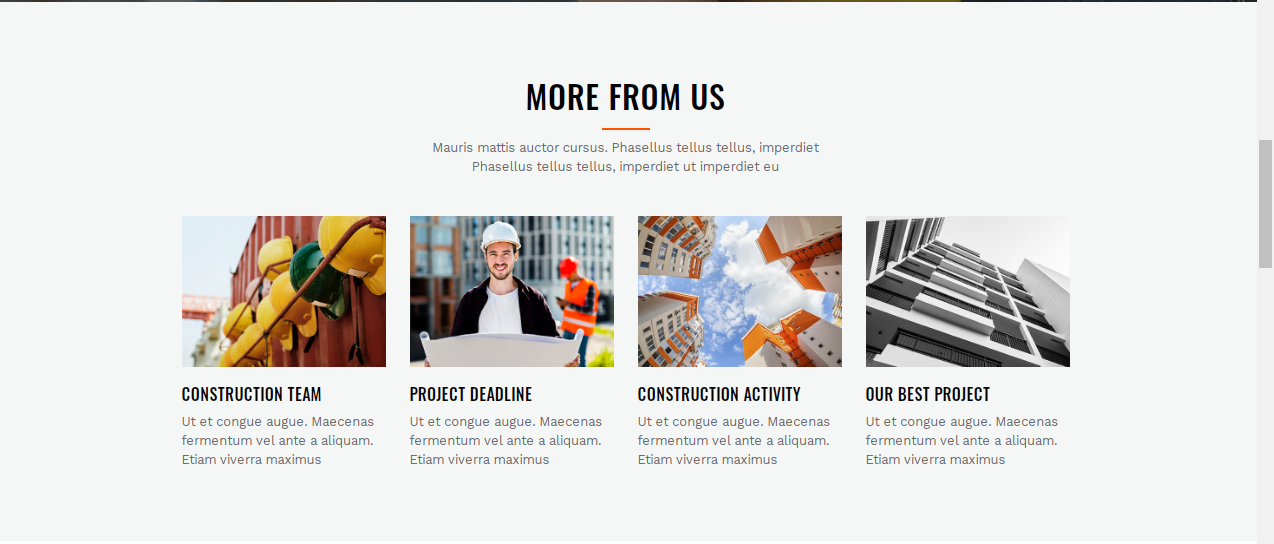 MORE FROM US
Mauris mattis auctor cursus. Phasellus tellus tellus, imperdiet
Phasellus tellus tellus, imperdiet ut imperdiet eu
CONSTRUCTION TEAM
Ut et congue augue. Maecenas
fermentum vel ante a aliquam.
Etiam viverra maximus
PROJECT DEADLINE
Ut et congue augue. Maecenas
fermentum vel ante a aliquam.
Etiam viverra maximus
CONSTRUCTION ACTIVITY
Ut et congue augue. Maecenas
fermentum vel ante a aliquam.
Etiam viverra maximus
OUR BEST PROJECT
Ut et congue augue. Maecenas
fermentum vel ante a aliquam.
Etiam viverra maximus